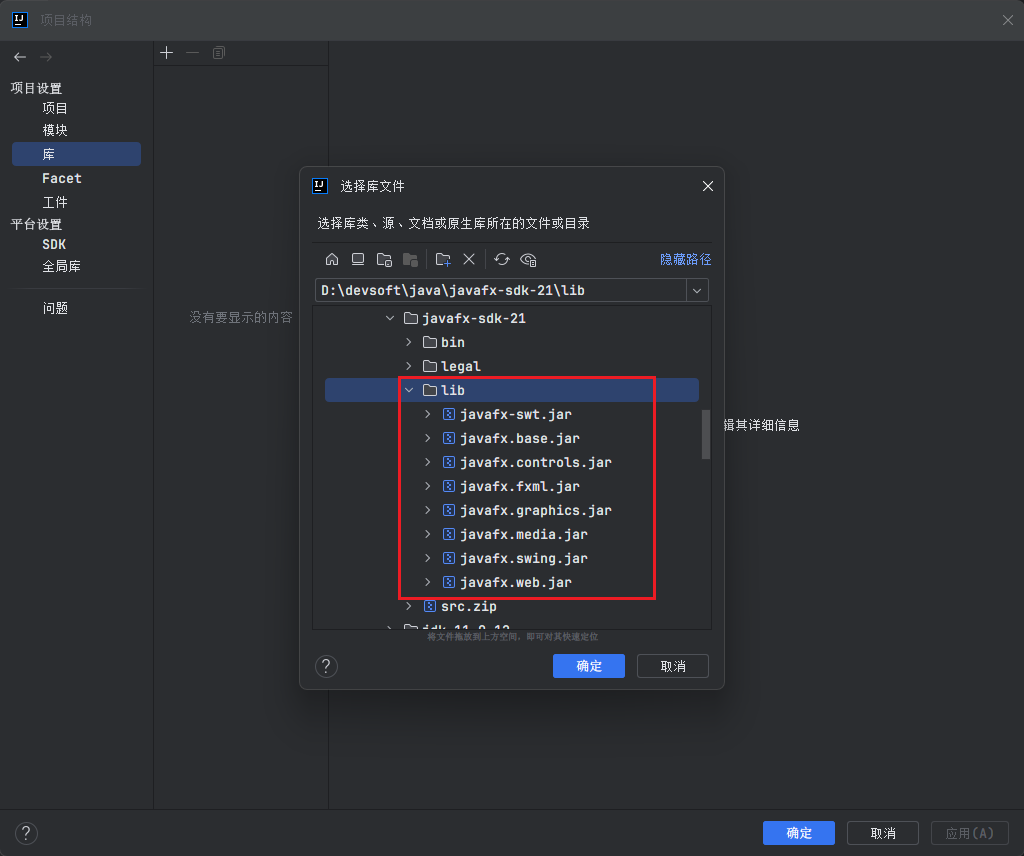 项目结构
项目设置
项目
模块
库
Facet
工件
平台设置
SDK
全局库
问题
没有要显示的内容
辑其详细信息
选择库文件
选择库类、源、文档或原生库所在的文件或目录
隐藏路径
D:\devsoft\java\javafx-sdk-21\lib
javafx-sdk-21
bin
legal
lib
javafx-swt.jar
javafx.base.jar
javafx.controls.jar
javafx.fxml.jar
javafx.graphics.jar
javafx.media.jar
javafx.swing.jar
javafx.web.jar
src.zip
将文件拖放到上方空间，即可对其快速定位
?
确定
取消
?
确定
取消
应用(A)